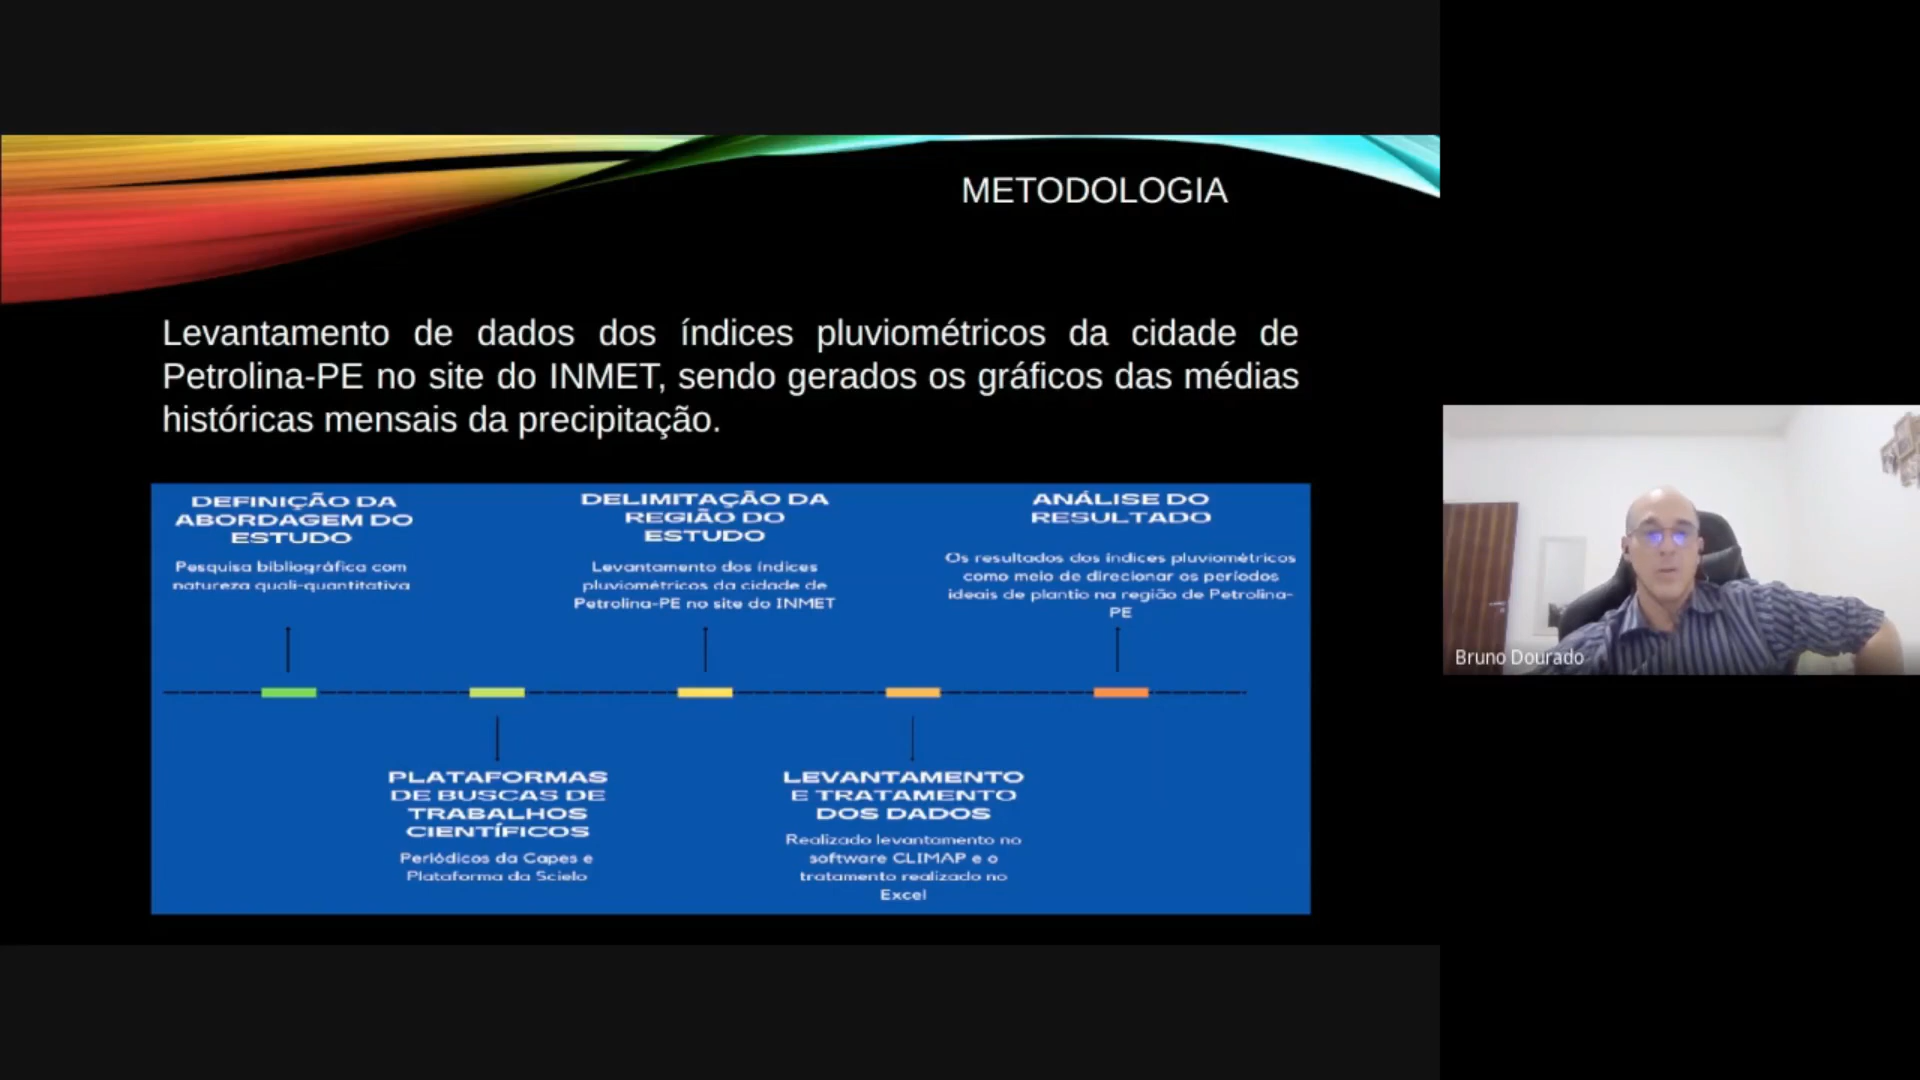 METODOLOGIA
Levantamento de dados dos índices pluviométricos da cidade de
Petrolina-PE no site do INMET, sendo gerados os gráficos das médias
históricas mensais da precipitação.
DEFINIÇÃO DA
ABORDAGEM DO
ESTUDO
Pesquisa bibliográfica com
natureza quali-quantitativa
DELIMITAÇÃO DA
REGIÃO DO
ESTUDO
Levantamento dos índices
pluviométricos da cidade de
Petrolina-PE no site do INMET
ANÁLISE DO
RESULTADO
Os resultados dos índices pluviométricos
como meio de direcionar os períodos
ideais de plantio na região de Petrolina-
PE
PLATAFORMAS
DE BUSCAS DE
TRABALHOS
CIENTÍFICOS
Periódicos da Capes e
Plataforma da Scielo
LEVANTAMENTO
E TRATAMENTO
DOS DADOS
Realizado levantamento no
software CLIMAP e o
tratamento realizado no
Excel
Bruno Dourado